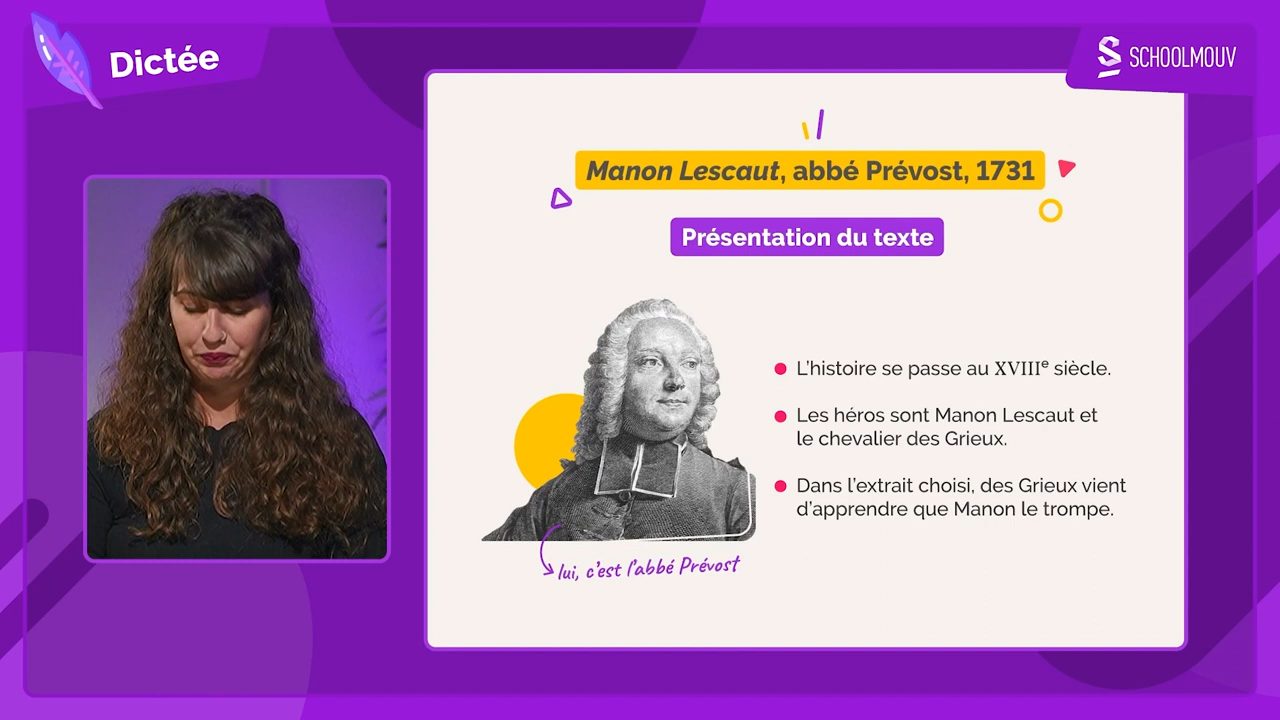 Dictée
SCHOOLMOUV
Manon Lescaut, abbé Prévost, 1731
Présentation du texte
L'histoire se passe au XVIIIe siècle.
Les héros sont Manon Lescaut et
le chevalier des Grieux.
Dans l'extrait choisi, des Grieux vient
d'apprendre que Manon le trompe.
lui, c'est l'abbé Prévost